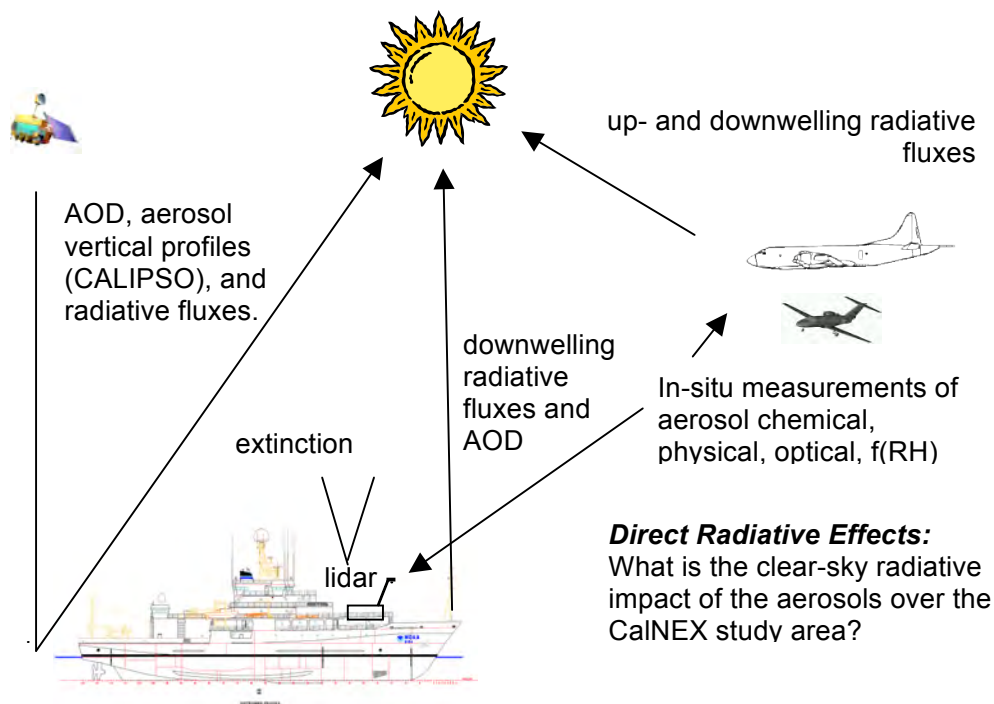 up- and downwelling radiative
fluxes
AOD, aerosol
vertical profiles
(CALIPSO), and
radiative fluxes.
downwelling
radiative
fluxes and
AOD
In-situ measurements of
aerosol chemical,
physical, optical, f(RH)
extinction
lidar
Direct Radiative Effects:
What is the clear-sky radiative
impact of the aerosols over the
CalNEX study area?
NOAA